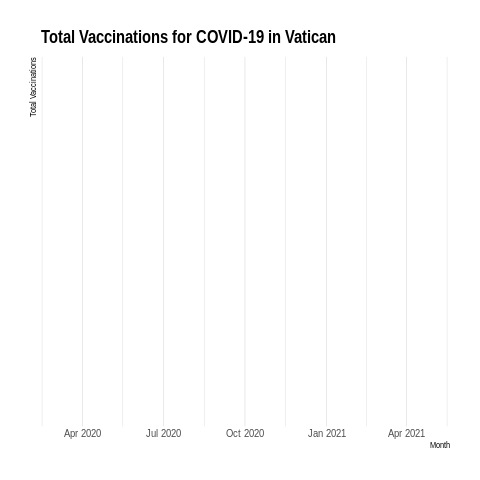 Total Vaccinations for COVID-19 in Vatican
Total Vaccinations
Apr 2020 Jul 2020 Oct 2020 Jan 2021 Apr 2021
Month